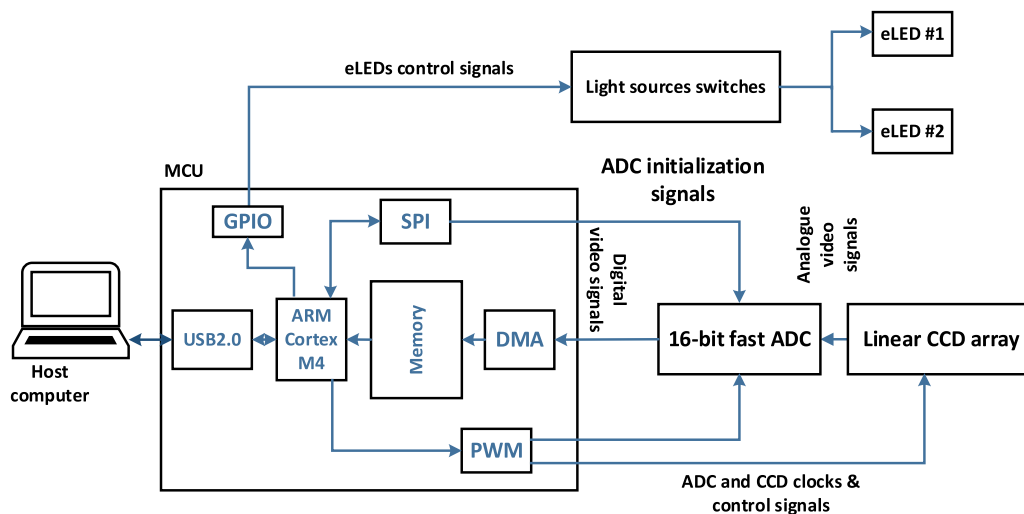 eLED #1
eLEDs control signals
Light sources switches
eLED #2
MCU
ADC initialization
signals
GPIO
SPI
Digital
video signals
Analogue
video
signals
Host
computer
USB2.0
ARM
Cortex
M4
Memory
DMA
16-bit fast ADC
Linear CCD array
PWM
ADC and CCD clocks &
control signals